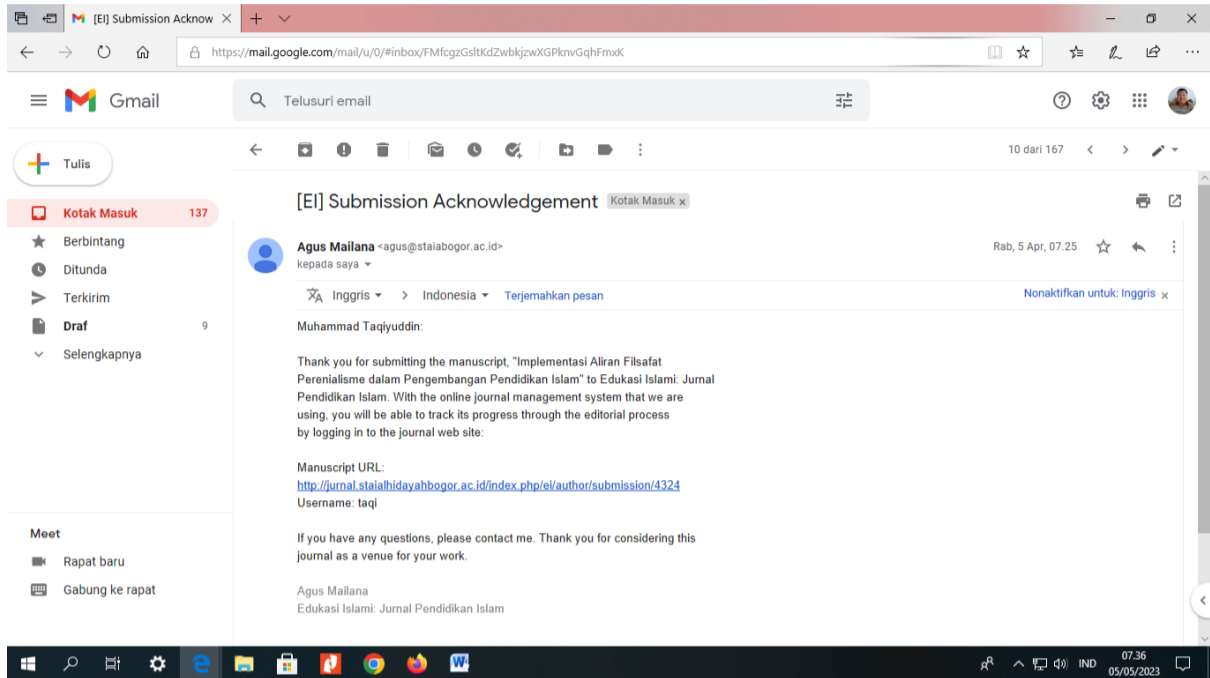 [EI] Submission Acknow
https://mail.google.com/mail/u/0/#inbox/FMfcgzGsltKdZwbkjzwXGPknvGqhFmxK
Gmail
Telusuri email
Tulis
10 dari 167
Kotak Masuk 137
Berbintang
Ditunda
Terkirim
Draf 9
Selengkapnya
Meet
Rapat baru
Gabung ke rapat
[EI] Submission Acknowledgement Kotak Masuk x
Agus Mailana <agus@staiabogor.ac.id> Rab, 5 Apr, 07.25
kepada saya
Inggris > Indonesia Terjemahkan pesan Nonaktifkan untuk: Inggris x
Muhammad Taqiyuddin:
Thank you for submitting the manuscript, "Implementasi Aliran Filsafat
Perenialisme dalam Pengembangan Pendidikan Islam" to Edukasi Islami: Jurnal
Pendidikan Islam. With the online journal management system that we are
using, you will be able to track its progress through the editorial process
by logging in to the journal web site:
Manuscript URL:
http://jurnal.staialhidayahbogor.ac.id/index.php/ei/author/submission/4324
Username: taqi
If you have any questions, please contact me. Thank you for considering this
journal as a venue for your work.
Agus Mailana
Edukasi Islami: Jurnal Pendidikan Islam
IND
07.36
05/05/2023